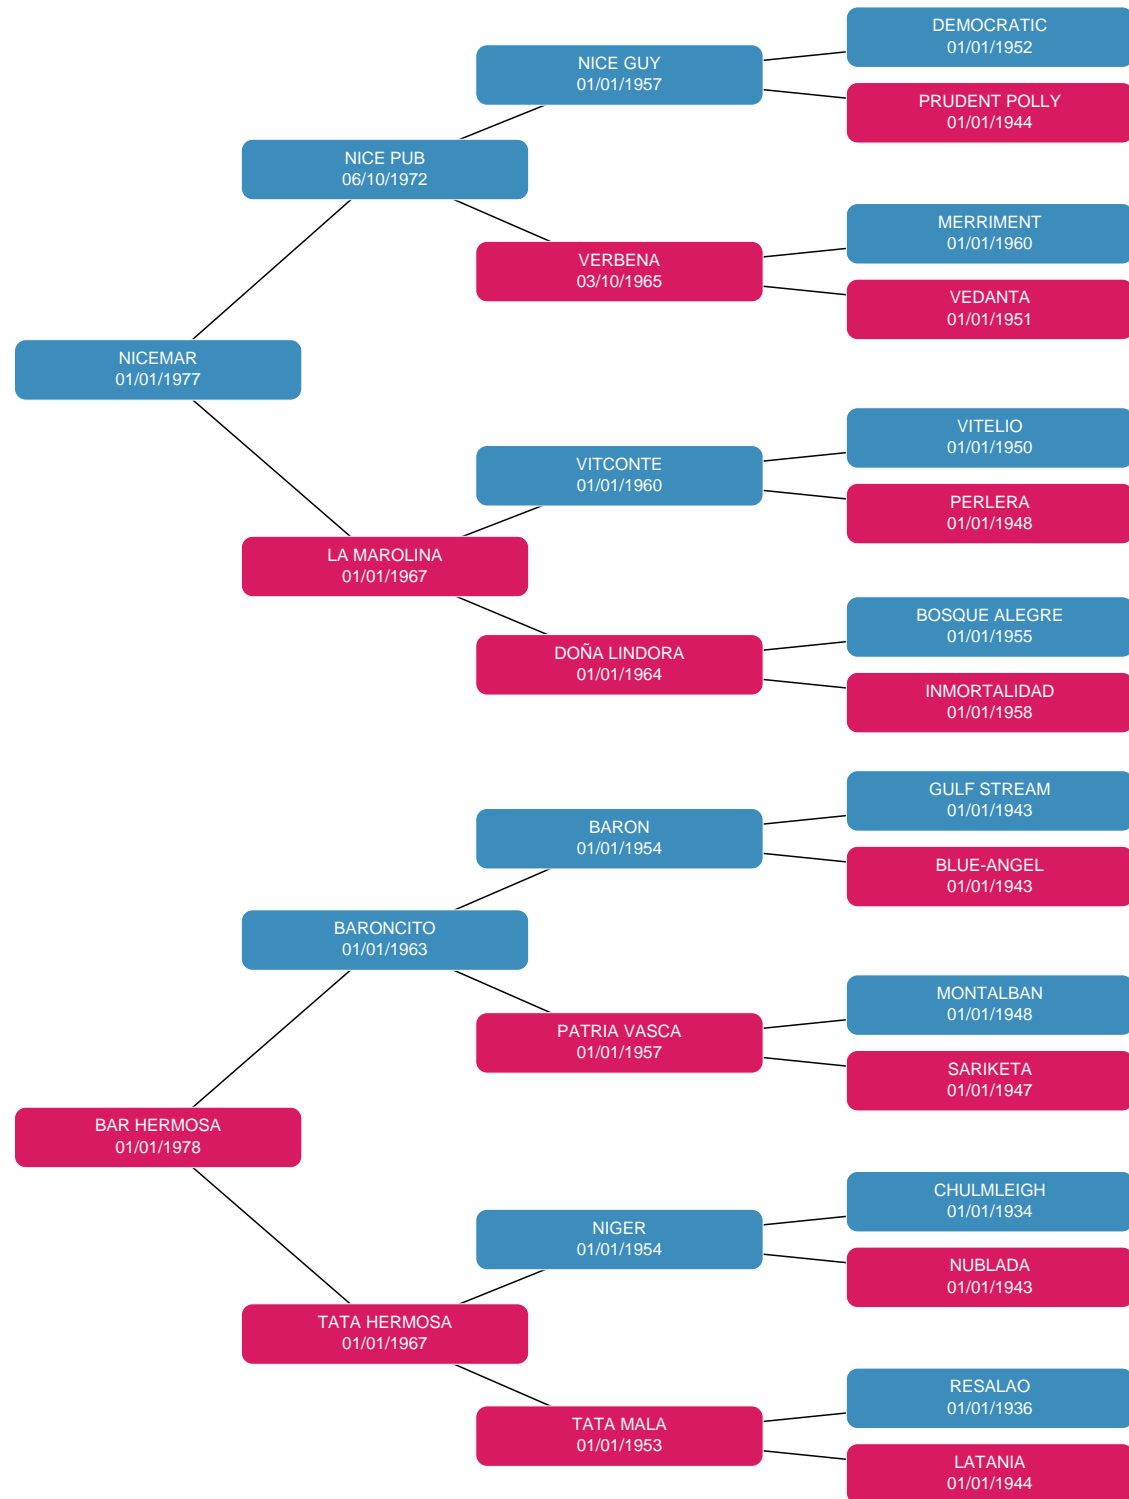 DEMOCRATIC
01/01/1952
NICE GUY
01/01/1957
PRUDENT POLLY
01/01/1944
NICE PUB
06/10/1972
MERRIMENT
01/01/1960
VERBENA
03/10/1965
VEDANTA
01/01/1951
NICEMAR
01/01/1977
VITELIO
01/01/1950
VITCONTE
01/01/1960
PERLERA
01/01/1948
LA MAROLINA
01/01/1967
BOSQUE ALEGRE
01/01/1955
DOÑA LINDORA
01/01/1964
INMORTALIDAD
01/01/1958
GULF STREAM
01/01/1943
BARON
01/01/1954
BLUE-ANGEL
01/01/1943
BARONCITO
01/01/1963
MONTALBAN
01/01/1948
PATRIA VASCA
01/01/1957
SARIKETA
01/01/1947
BAR HERMOSA
01/01/1978
CHULMLEIGH
01/01/1934
NIGER
01/01/1954
NUBLADA
01/01/1943
TATA HERMOSA
01/01/1967
RESALAO
01/01/1936
TATA MALA
01/01/1953
LATANIA
01/01/1944